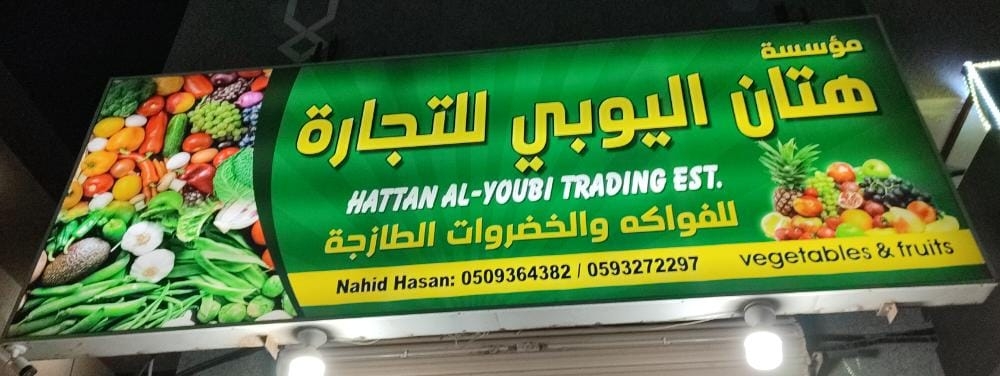 مؤسسة
هتان اليوبي للتجارة
HATTAN AL-YOUBI TRADING EST.
للفواكه والخضروات الطازجة
Nahid Hasan: 0509364382 / 0593272297
vegetables & fruits